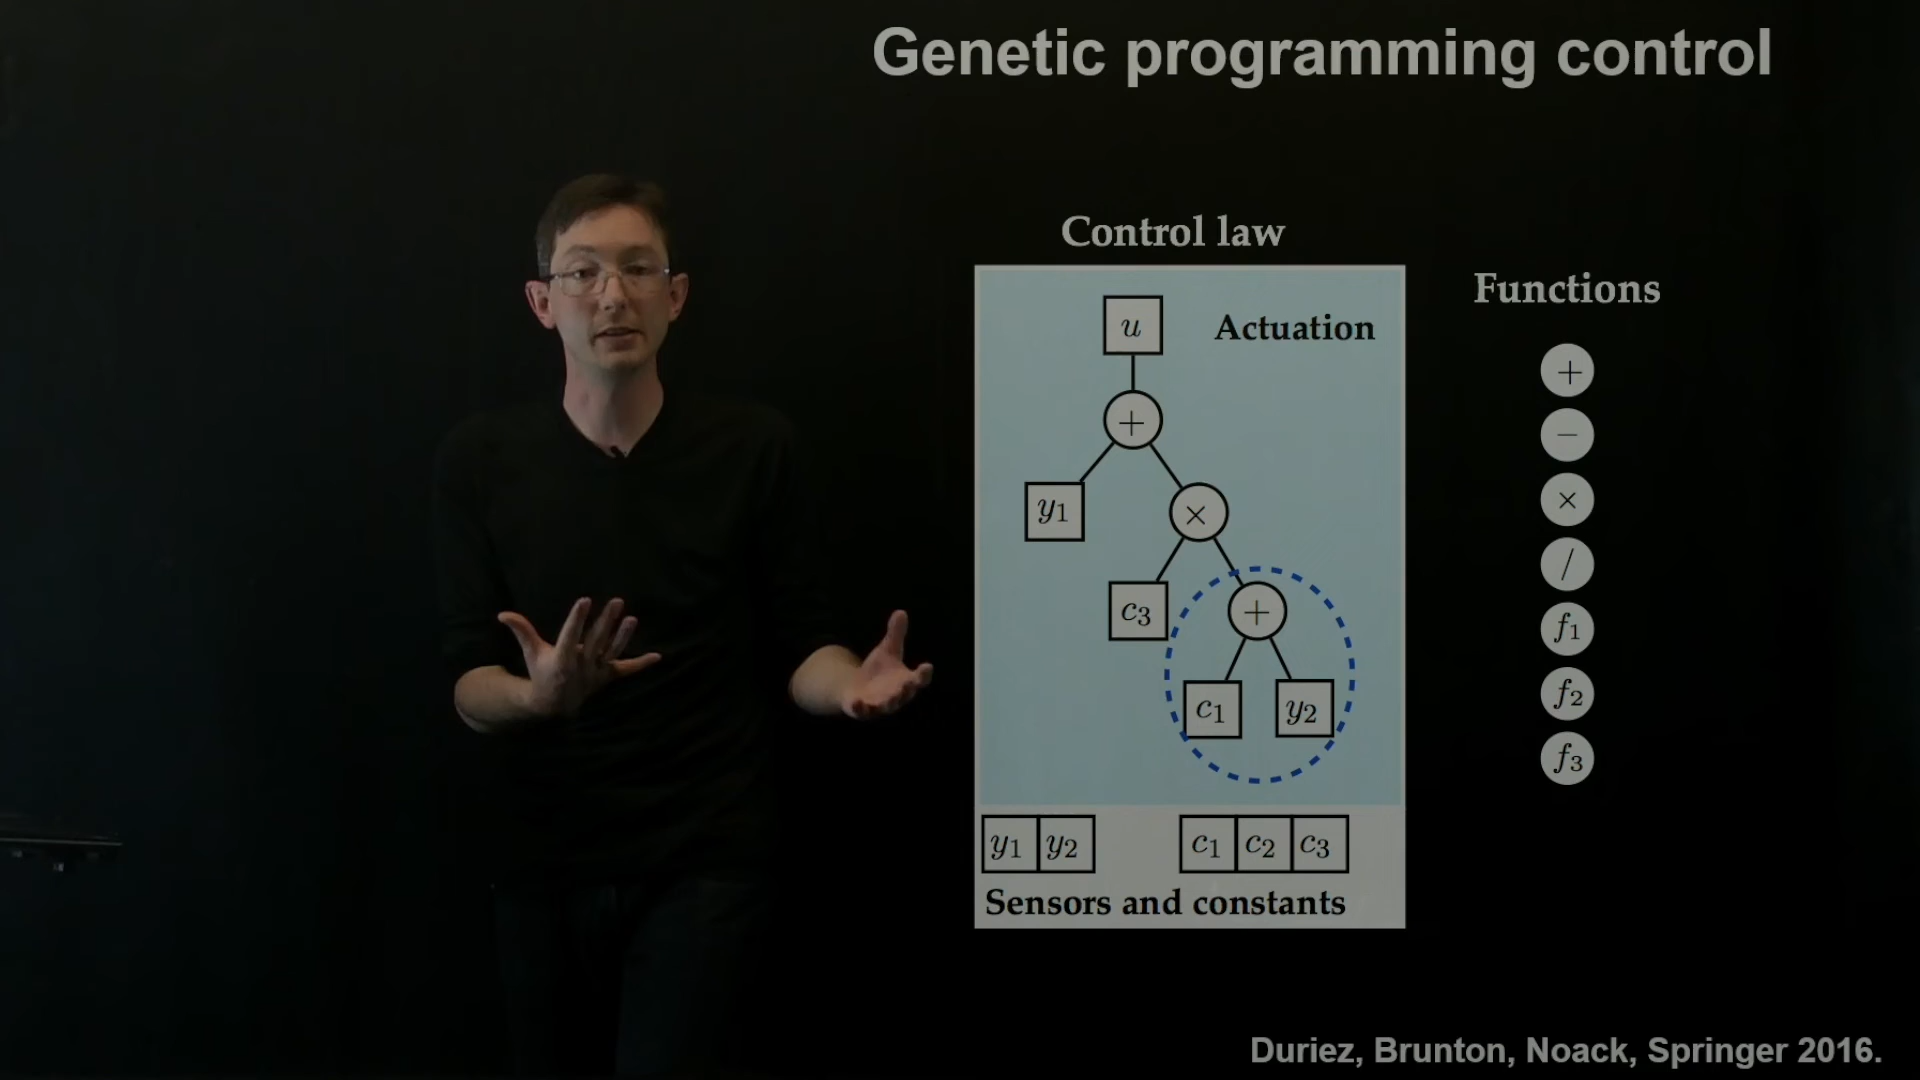 Genetic programming control
Control law
u
Actuation
+
y1
×
c3
+
c1
y2
y1 y2
c1 c2 c3
Sensors and constants
Functions
+
−
×
/
f1
f2
f3
Duriez, Brunton, Noack, Springer 2016.